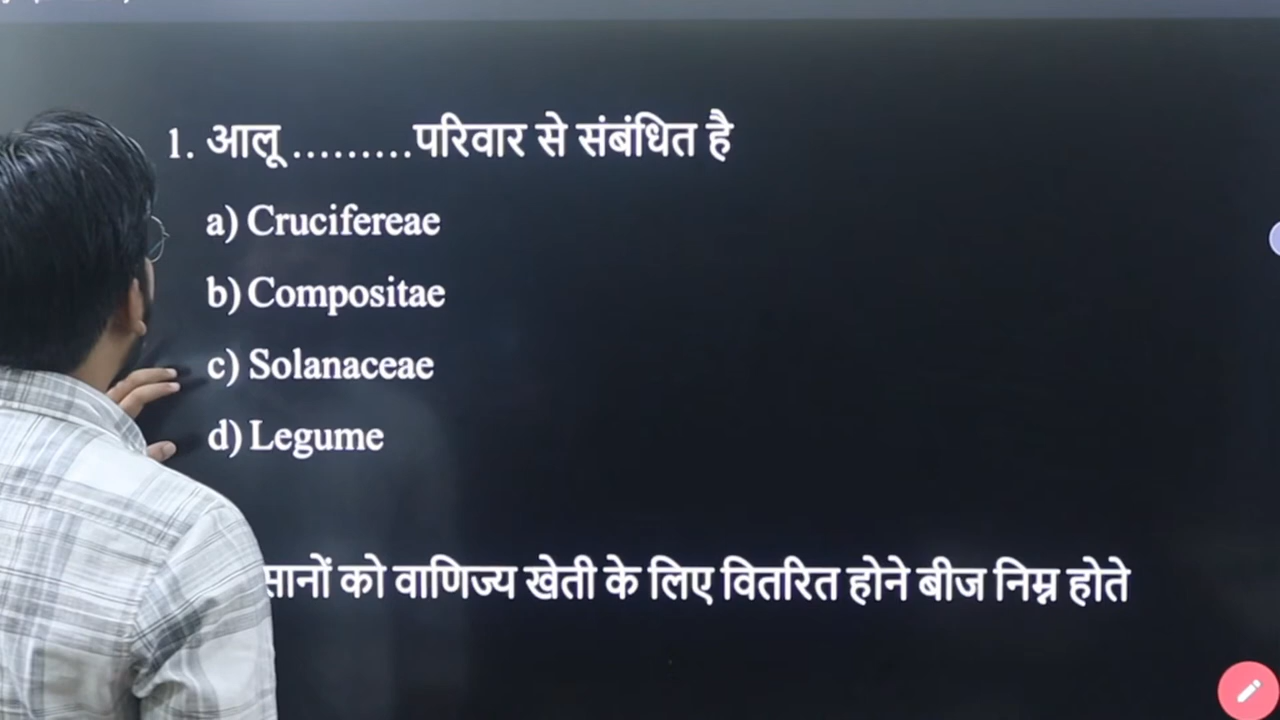 1. आलू .........परिवार से संबंधित है
a) Crucifereae
b) Compositae
c) Solanaceae
d) Legume
को वाणिज्य खेती के लिए वितरित होने बीज निम्न होते